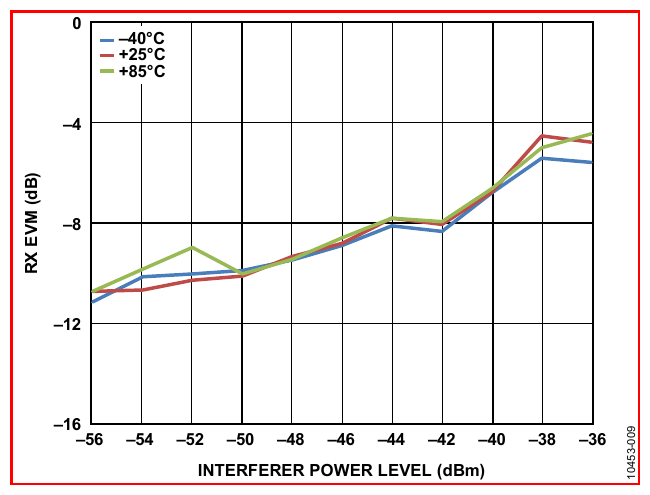 0
–4
–8
–12
–16
RX EVM (dB)
–40°C
+25°C
+85°C
–56 –54 –52 –50 –48 –46 –44 –42 –40 –38 –36
INTERFERER POWER LEVEL (dBm)
10453-009